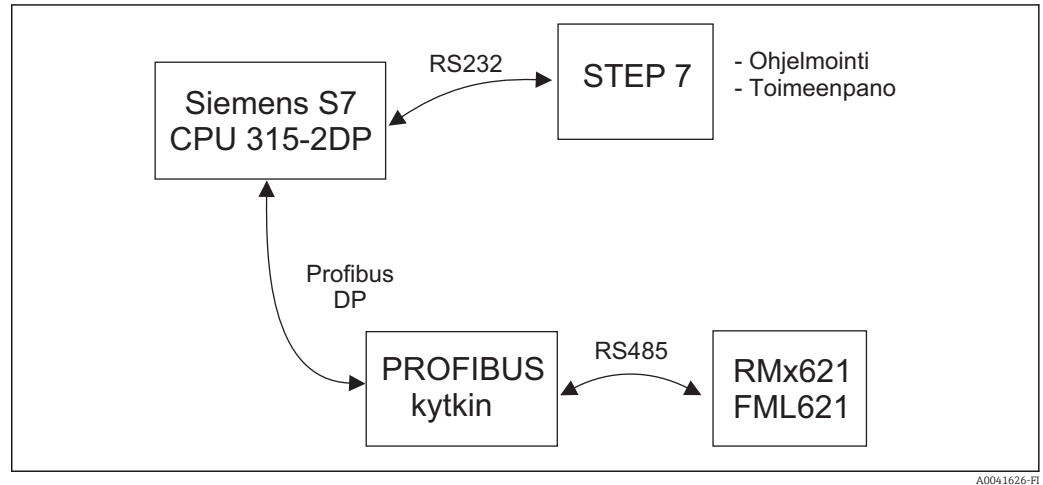 RS232
STEP 7
- Ohjelmointi
- Toimeenpano
Siemens S7
CPU 315-2DP
Profibus
DP
PROFIBUS
kytkin
RS485
RMx621
FML621
A0041626-FI